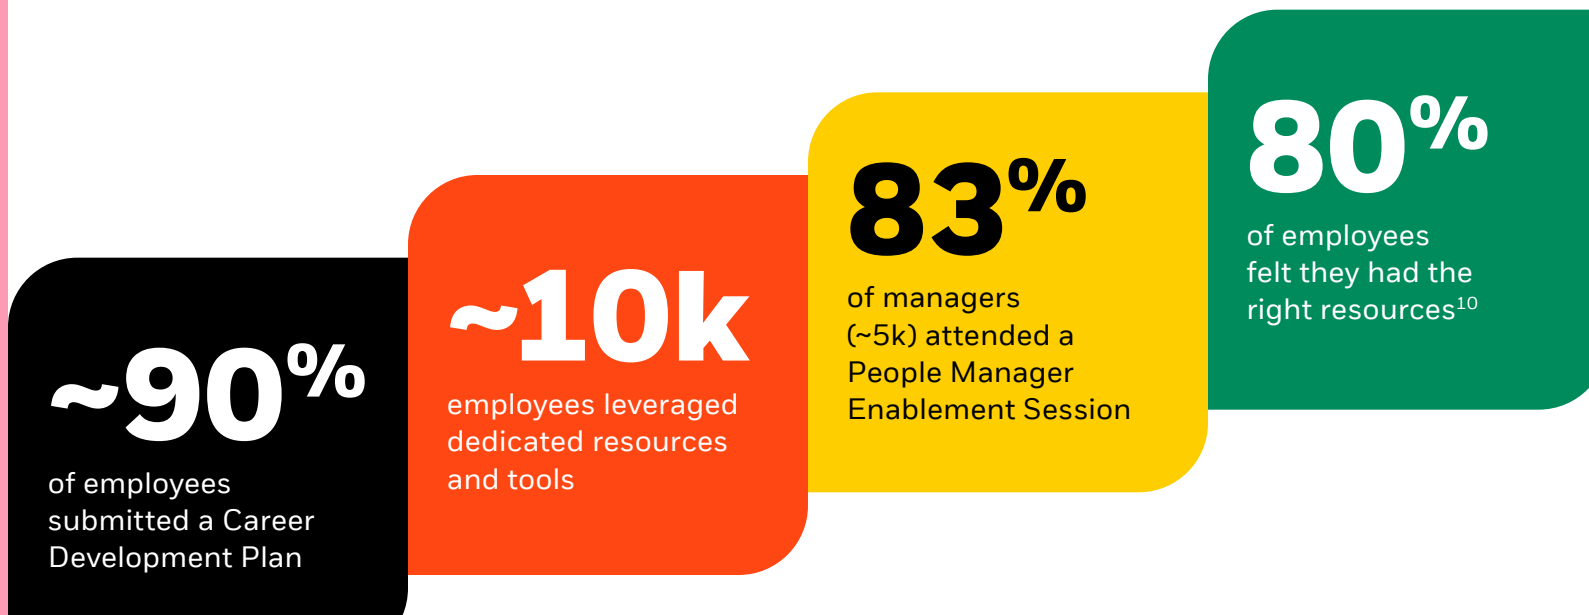 ~90%
of employees
submitted a Career
Development Plan
~10k
employees leveraged
dedicated resources
and tools
83%
of managers
(~5k) attended a
People Manager
Enablement Session
80%
of employees
felt they had the
right resources¹⁰